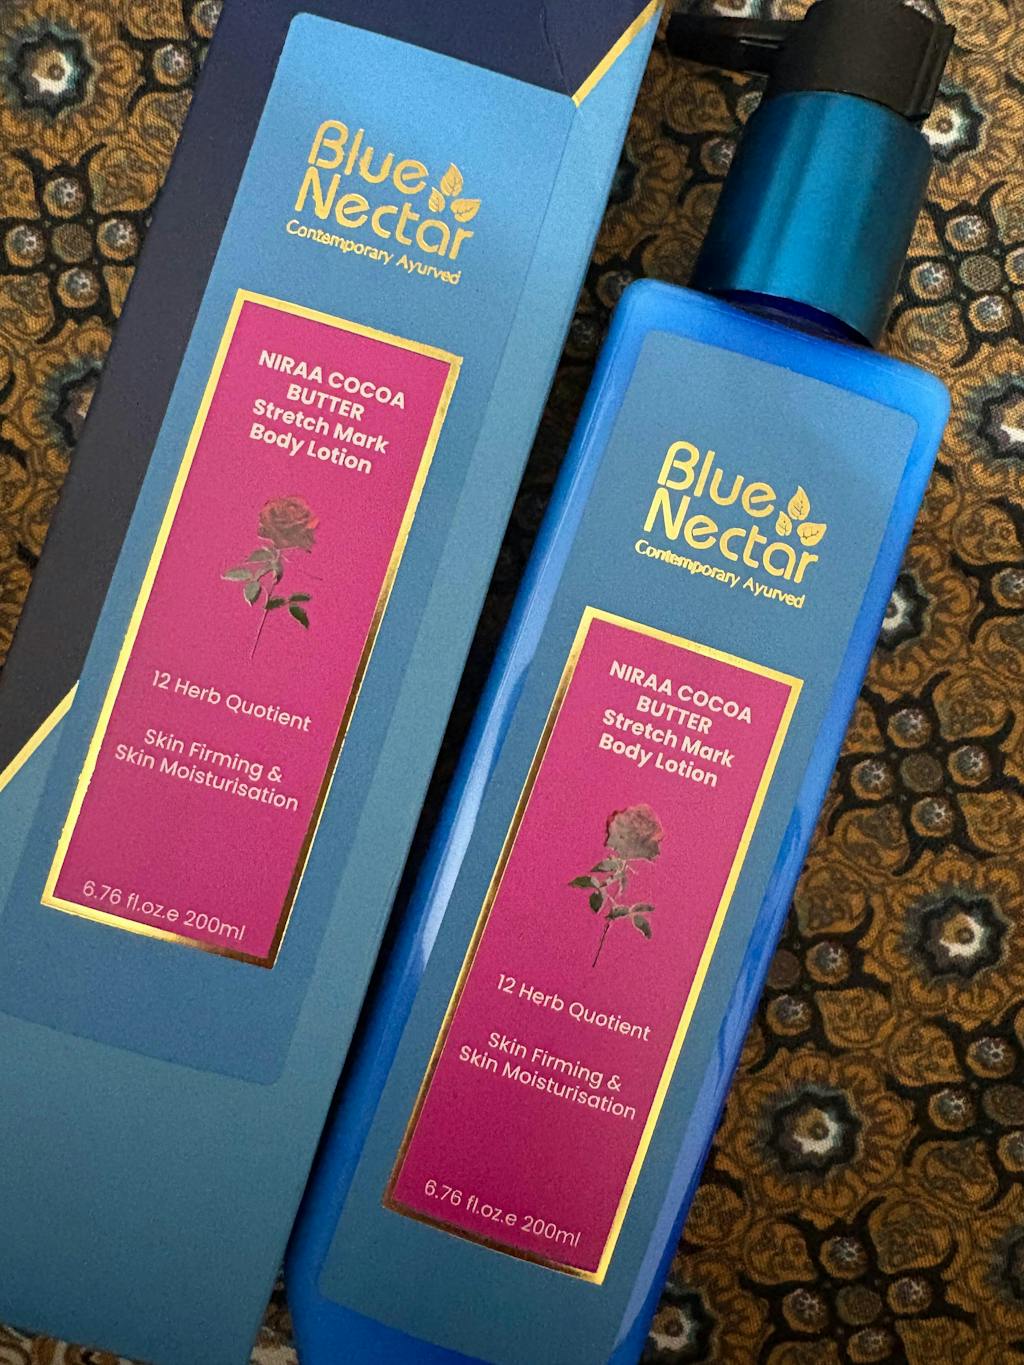 Blue
Nectar
Contemporary Ayurved
NIRAA COCOA
BUTTER
Stretch Mark
Body Lotion
12 Herb Quotient
Skin Firming &
Skin Moisturisation
6.76 fl.oz.e 200ml
Blue
Nectar
Contemporary Ayurved
NIRAA COCOA
BUTTER
Stretch Mark
Body Lotion
12 Herb Quotient
Skin Firming &
Skin Moisturisation
6.76 fl.oz.e 200ml